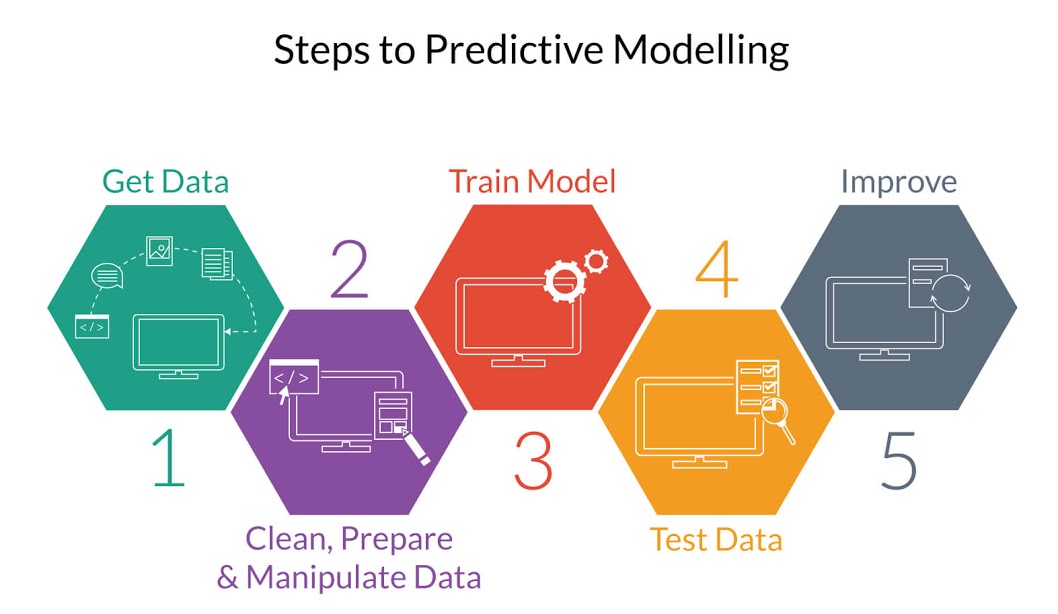 Steps to Predictive Modelling
Get Data
1
</>
2
</>
Clean, Prepare
& Manipulate Data
Train Model
3
4
Test Data
Improve
5